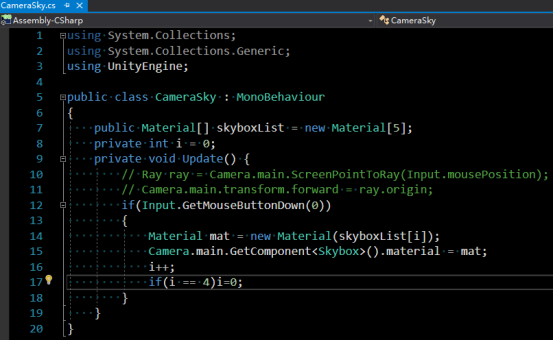 CameraSky.cs
Assembly-CSharp CameraSky
1 using System.Collections;
2 using System.Collections.Generic;
3 using UnityEngine;
4
5 public class CameraSky : MonoBehaviour
6 {
7 public Material[] skyboxList = new Material[5];
8 private int i = 0;
9 private void Update() {
10 // Ray ray = Camera.main.ScreenPointToRay(Input.mousePosition);
11 // Camera.main.transform.forward = ray.origin;
12 if(Input.GetMouseButtonDown(0))
13 {
14 Material mat = new Material(skyboxList[i]);
15 Camera.main.GetComponent<Skybox>().material = mat;
16 i++;
17 if(i == 4)i=0;
18 }
19 }
20 }